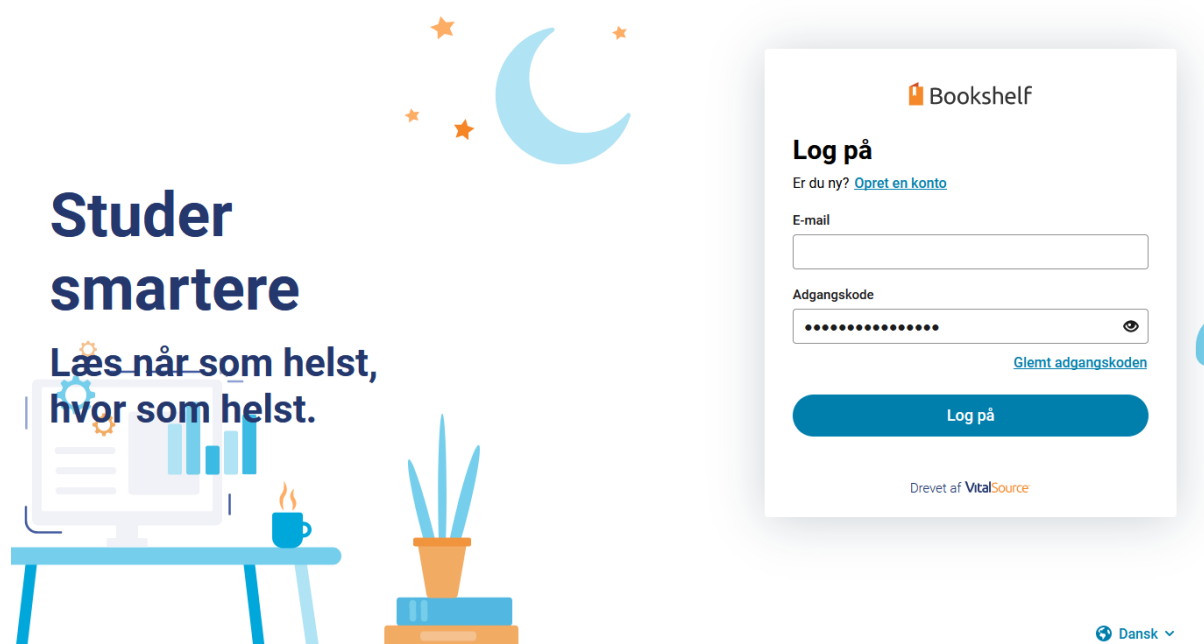 Studer
smartere
Læs når som helst,
hvor som helst.
Bookshelf
Log på
Er du ny? Opret en konto
E-mail
Adgangskode
••••••••••••••••
Glemt adgangskoden
Log på
Drevet af VitalSource
Dansk